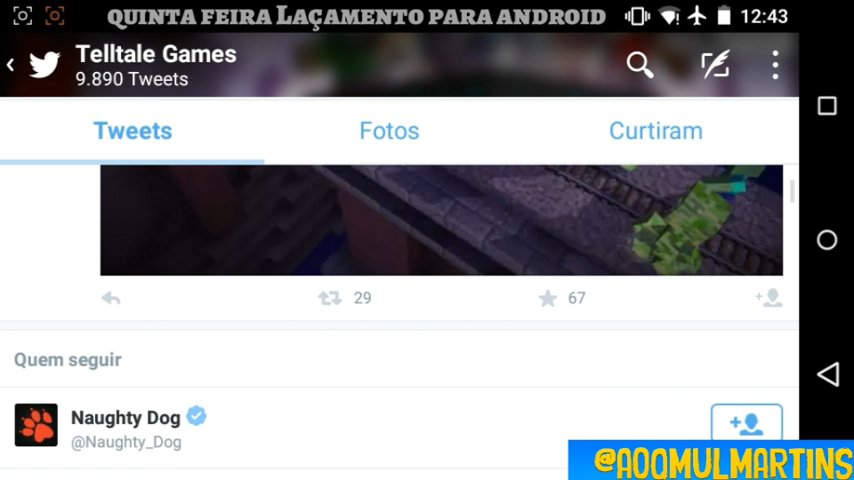 QUINTA FEIRA LAÇAMENTO PARA ANDROID
12:43
Telltale Games
9.890 Tweets
Tweets
Fotos
Curtiram
29
67
Quem seguir
Naughty Dog
@Naughty_Dog
@AOQMULMARTINS